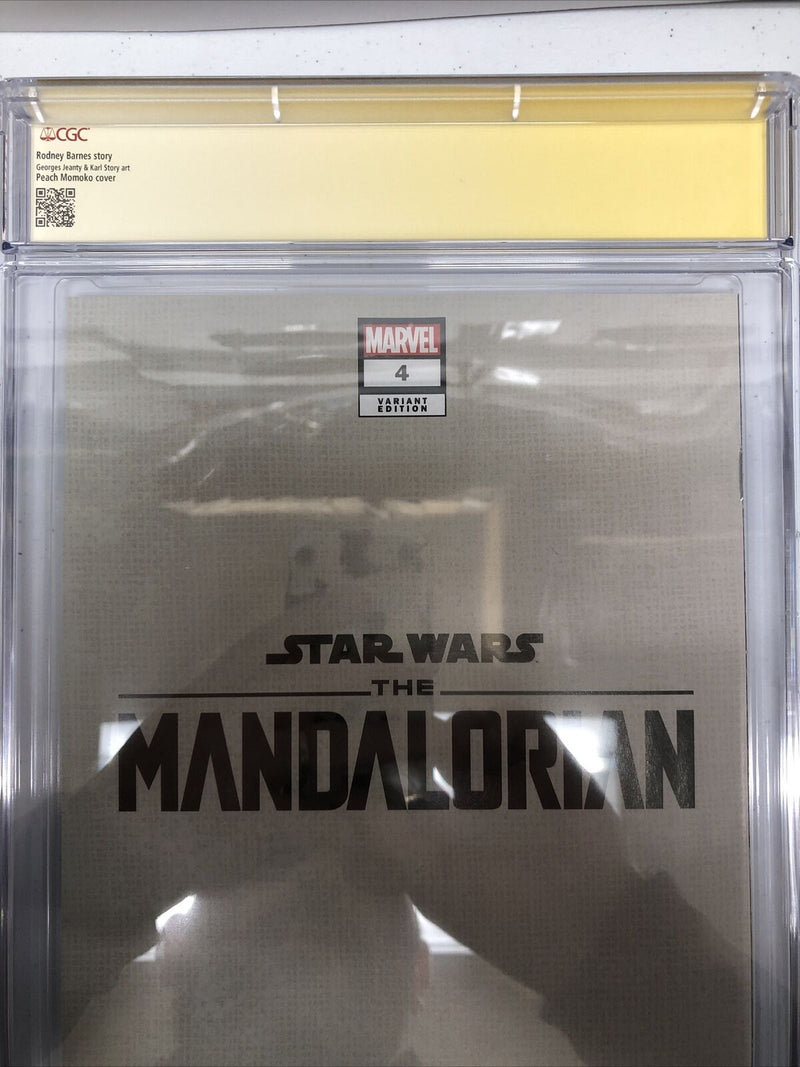 CGC
Rodney Barnes story
Georges Jeanty & Karl Story art
Peach Momoko cover
MARVEL
4
VARIANT
EDITION
STAR WARS
THE
MANDALORIAN